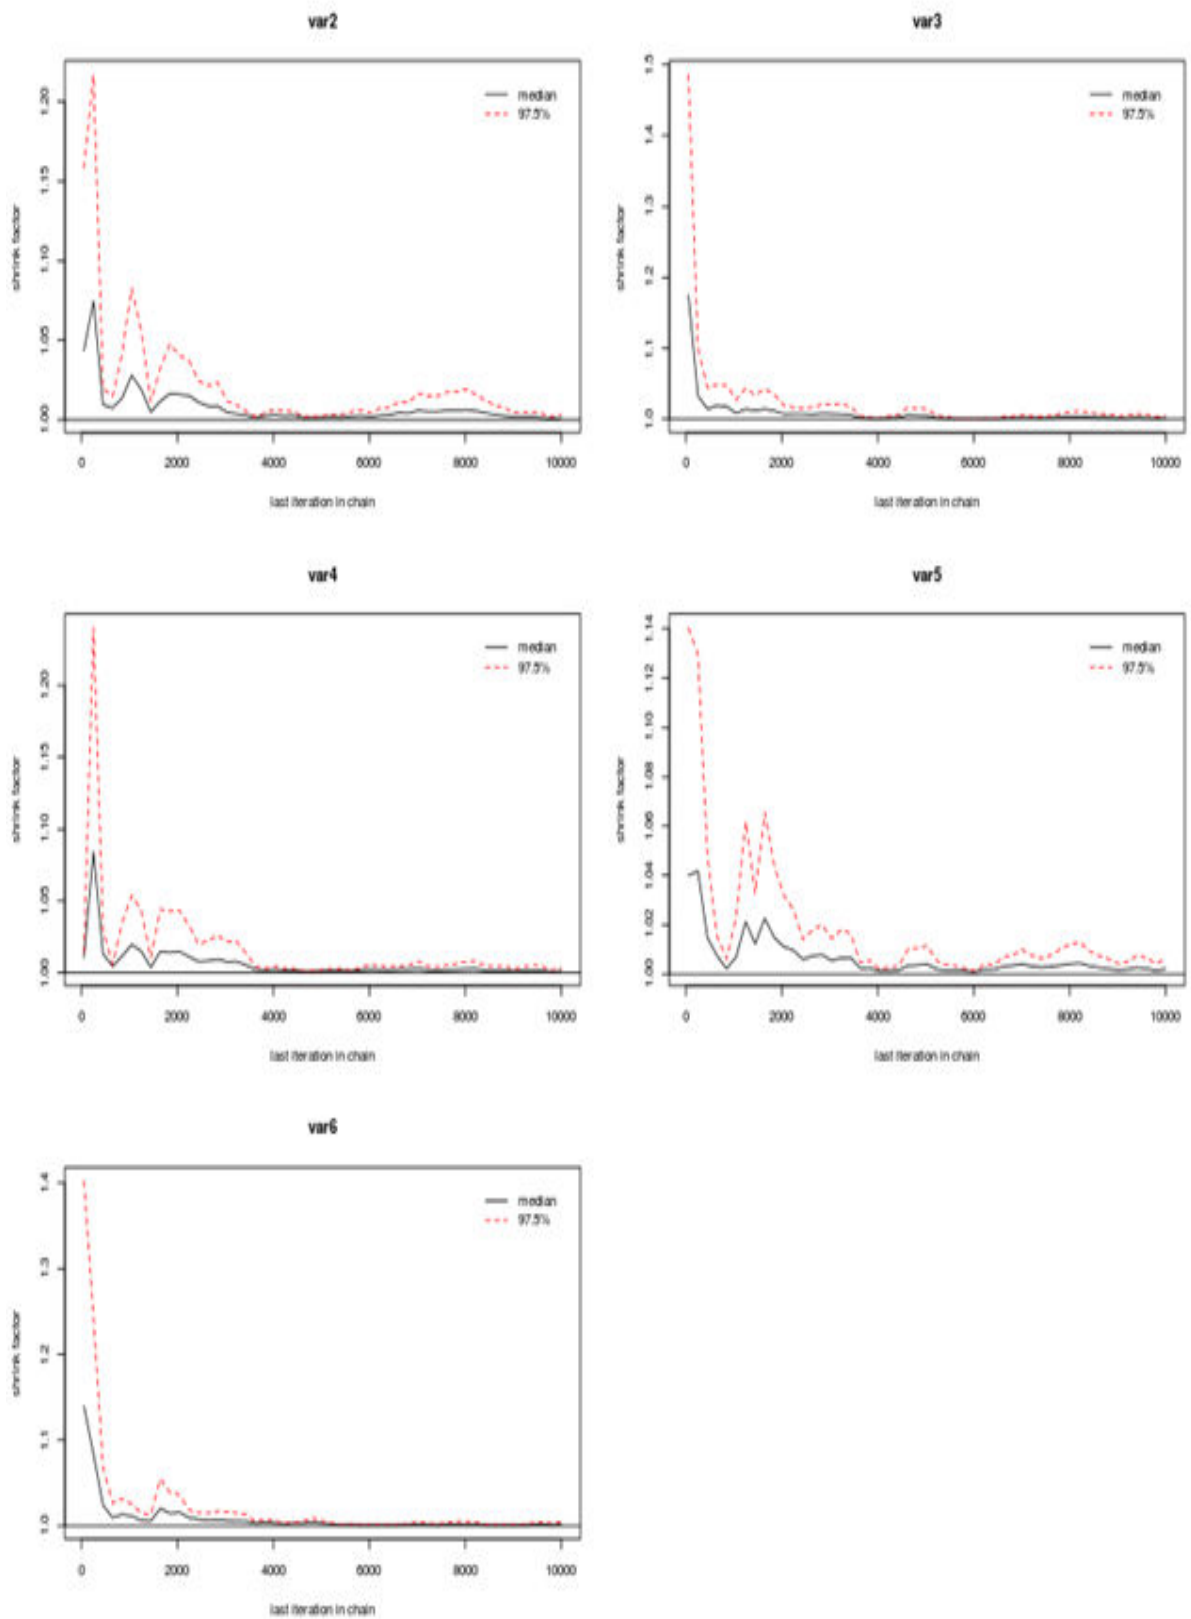 var2
var3
1.00 1.05 1.10 1.15 1.20
shrink factor
median
97.5%
0 2000 4000 6000 8000 10000
last iteration in chain
1.0 1.1 1.2 1.3 1.4 1.5
shrink factor
median
97.5%
0 2000 4000 6000 8000 10000
last iteration in chain
var4
var5
1.00 1.05 1.10 1.15 1.20
shrink factor
median
97.5%
0 2000 4000 6000 8000 10000
last iteration in chain
1.00 1.02 1.04 1.06 1.08 1.10 1.12 1.14
shrink factor
median
97.5%
0 2000 4000 6000 8000 10000
last iteration in chain
var6
1.0 1.1 1.2 1.3 1.4
shrink factor
median
97.5%
0 2000 4000 6000 8000 10000
last iteration in chain